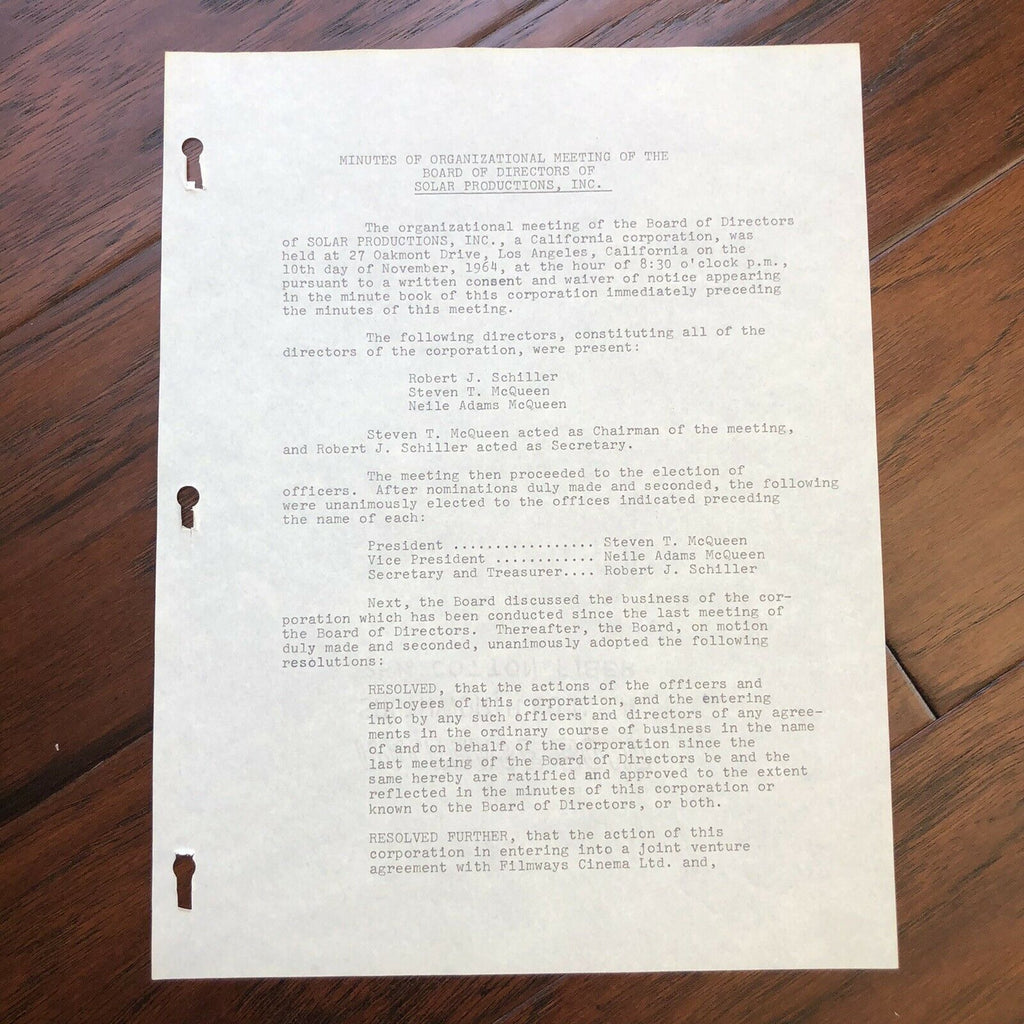 MINUTES OF ORGANIZATIONAL MEETING OF THE
BOARD OF DIRECTORS OF
SOLAR PRODUCTIONS, INC.
The organizational meeting of the Board of Directors
of SOLAR PRODUCTIONS, INC., a California corporation, was
held at 27 Oakmont Drive, Los Angeles, California on the
10th day of November, 1964, at the hour of 8:30 o'clock p.m.,
pursuant to a written consent and waiver of notice appearing
in the minute book of this corporation immediately preceding
the minutes of this meeting.
The following directors, constituting all of the
directors of the corporation, were present:
Robert J. Schiller
Steven T. McQueen
Neile Adams McQueen
Steven T. McQueen acted as Chairman of the meeting,
and Robert J. Schiller acted as Secretary.
The meeting then proceeded to the election of
officers. After nominations duly made and seconded, the following
were unanimously elected to the offices indicated preceding
the name of each:
President ................. Steven T. McQueen
Vice President ............ Neile Adams McQueen
Secretary and Treasurer.... Robert J. Schiller
Next, the Board discussed the business of the cor-
poration which has been conducted since the last meeting of
the Board of Directors. Thereafter, the Board, on motion
duly made and seconded, unanimously adopted the following
resolutions:
RESOLVED, that the actions of the officers and
employees of this corporation, and the entering
into by any such officers and directors of any agree-
ments in the ordinary course of business in the name
of and on behalf of the corporation since the
last meeting of the Board of Directors be and the
same hereby are ratified and approved to the extent
reflected in the minutes of this corporation or
known to the Board of Directors, or both.
RESOLVED FURTHER, that the action of this
corporation in entering into a joint venture
agreement with Filmways Cinema Ltd. and,